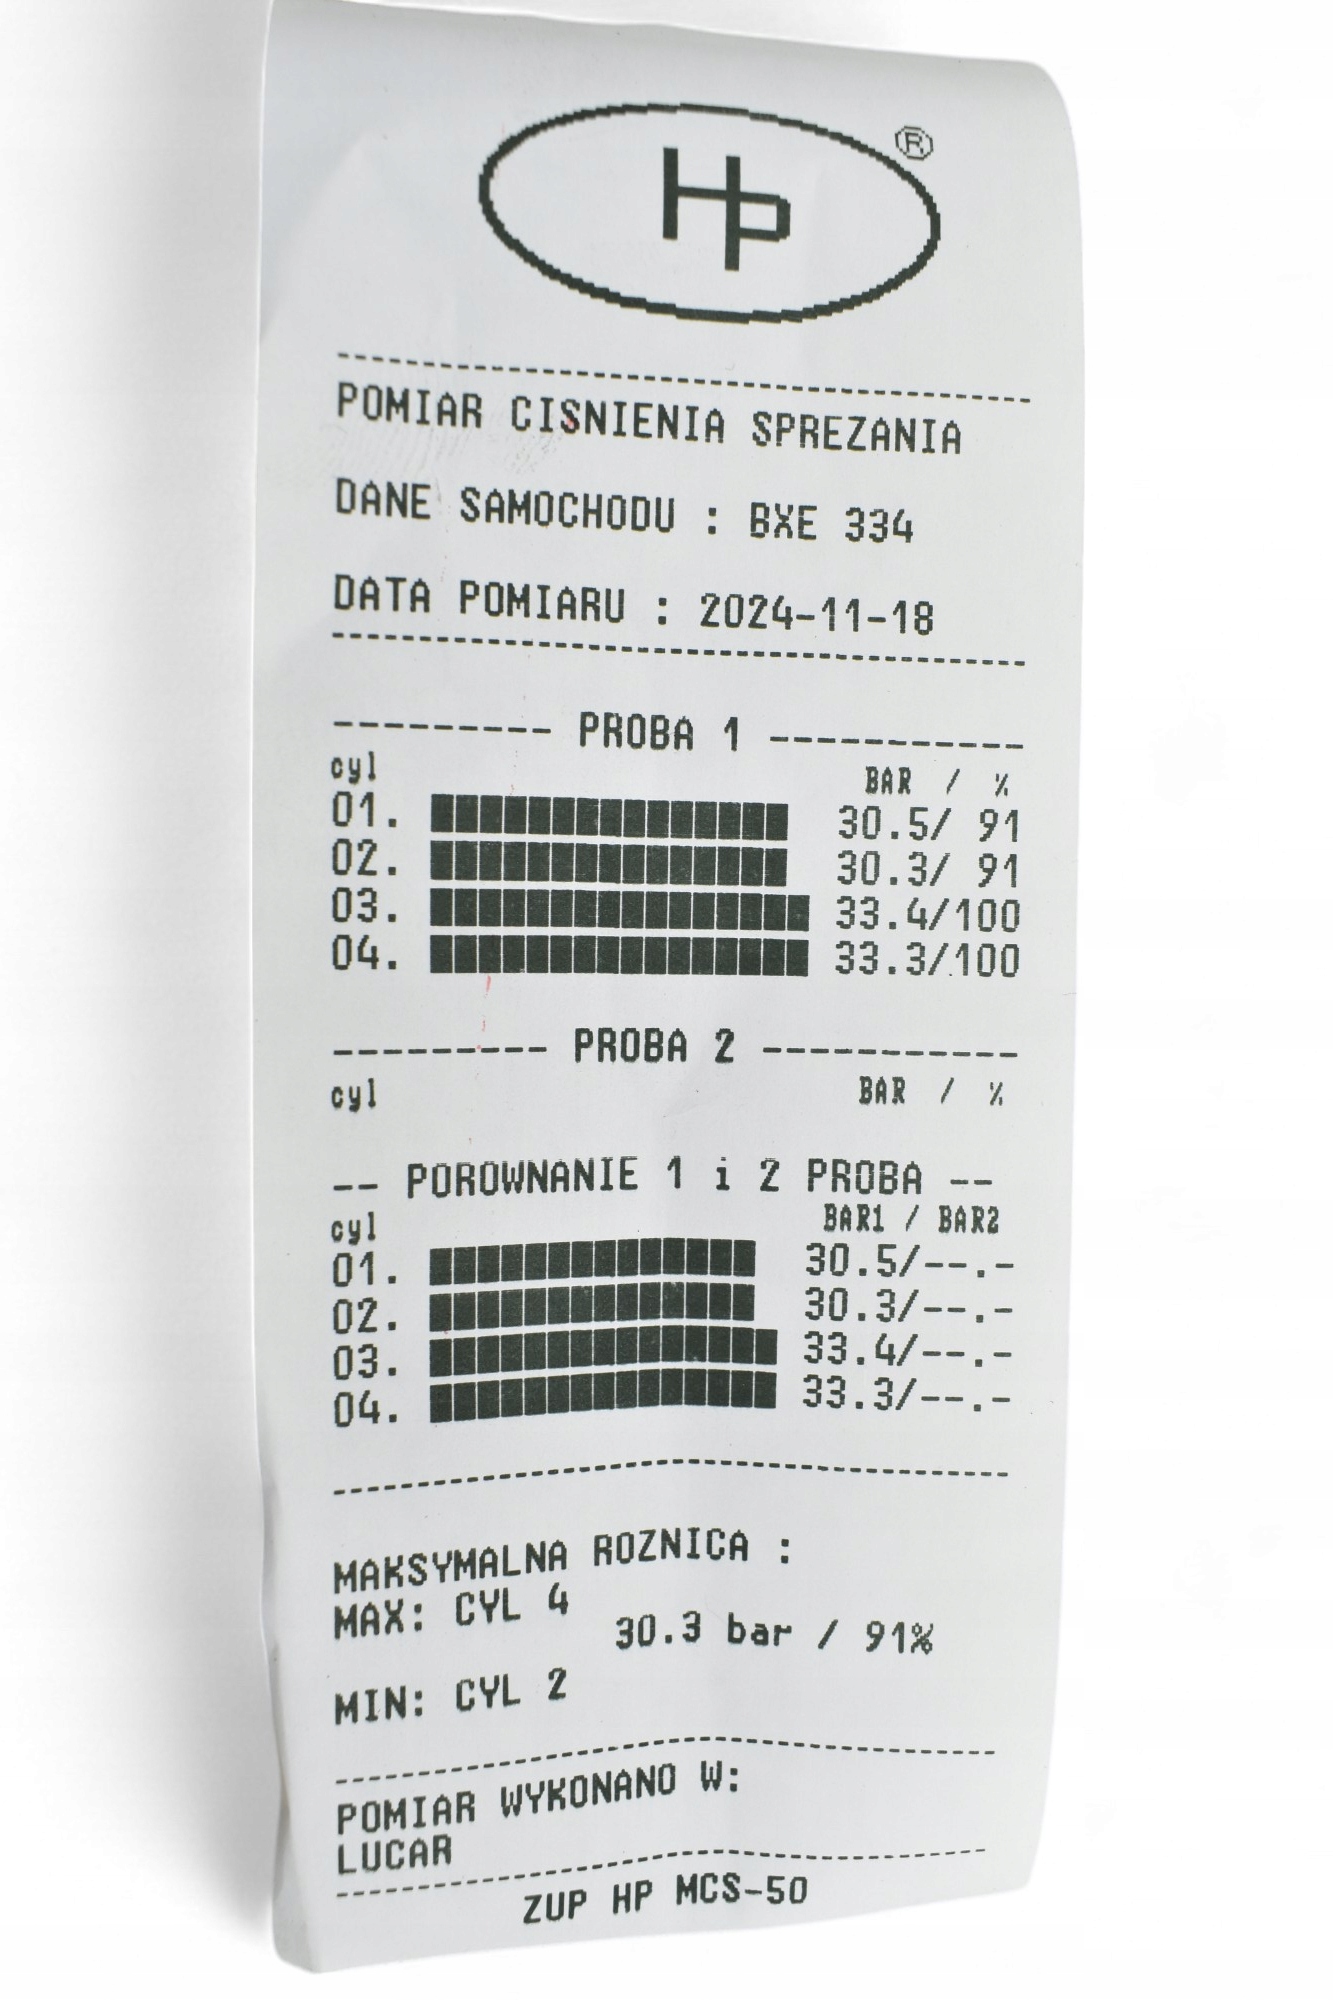 HP ®
POMIAR CISNIENIA SPREZANIA
DANE SAMOCHODU : BXE 334
DATA POMIARU : 2024-11-18
--------- PROBA 1 -----------
cyl BAR / %
01. 30.5/ 91
02. 30.3/ 91
03. 33.4/100
04. 33.3/100
--------- PROBA 2 -----------
cyl BAR / %
-- POROWNANIE 1 i 2 PROBA --
cyl BAR1 / BAR2
01. 30.5/--.-
02. 30.3/--.-
03. 33.4/--.-
04. 33.3/--.-
MAKSYMALNA ROZNICA :
MAX: CYL 4
30.3 bar / 91%
MIN: CYL 2
POMIAR WYKONANO W:
LUCAR
ZUP HP MCS-50